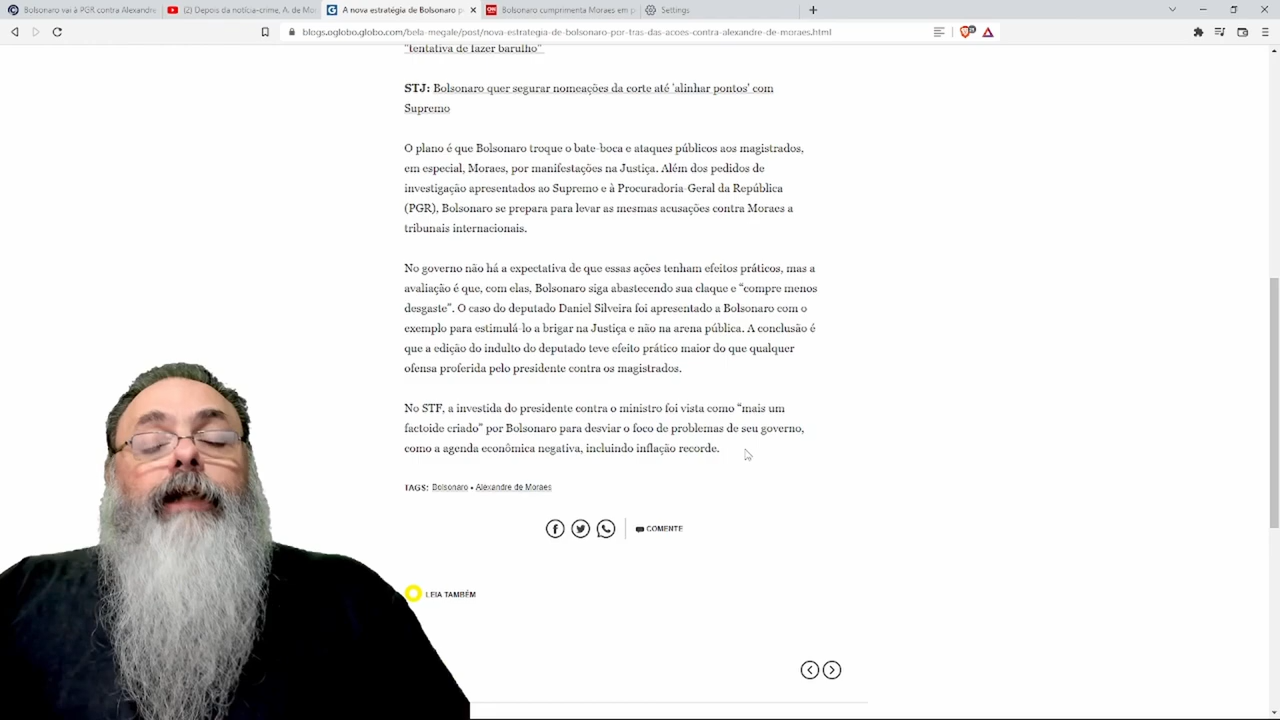 Bolsonaro vai à PGR contra Alexandre
(2) Depois da notícia-crime, A. de Mo
A nova estratégia de Bolsonaro p
Bolsonaro cumprimenta Moraes em p
Settings
blogs.oglobo.globo.com/bela-megale/post/nova-estrategia-de-bolsonaro-por-tras-das-acoes-contra-alexandre-de-moraes.html
"tentativa de fazer barulho"
STJ: Bolsonaro quer segurar nomeações da corte até 'alinhar pontos' com
Supremo
O plano é que Bolsonaro troque o bate-boca e ataques públicos aos magistrados,
em especial, Moraes, por manifestações na Justiça. Além dos pedidos de
investigação apresentados ao Supremo e à Procuradoria-Geral da República
(PGR), Bolsonaro se prepara para levar as mesmas acusações contra Moraes a
tribunais internacionais.
No governo não há a expectativa de que essas ações tenham efeitos práticos, mas a
avaliação é que, com elas, Bolsonaro siga abastecendo sua claque e “compre menos
desgaste”. O caso do deputado Daniel Silveira foi apresentado a Bolsonaro com o
exemplo para estimulá-lo a brigar na Justiça e não na arena pública. A conclusão é
que a edição do indulto do deputado teve efeito prático maior do que qualquer
ofensa proferida pelo presidente contra os magistrados.
No STF, a investida do presidente contra o ministro foi vista como “mais um
factoide criado” por Bolsonaro para desviar o foco de problemas de seu governo,
como a agenda econômica negativa, incluindo inflação recorde.
TAGS: Bolsonaro • Alexandre de Moraes
COMENTE
LEIA TAMBÉM